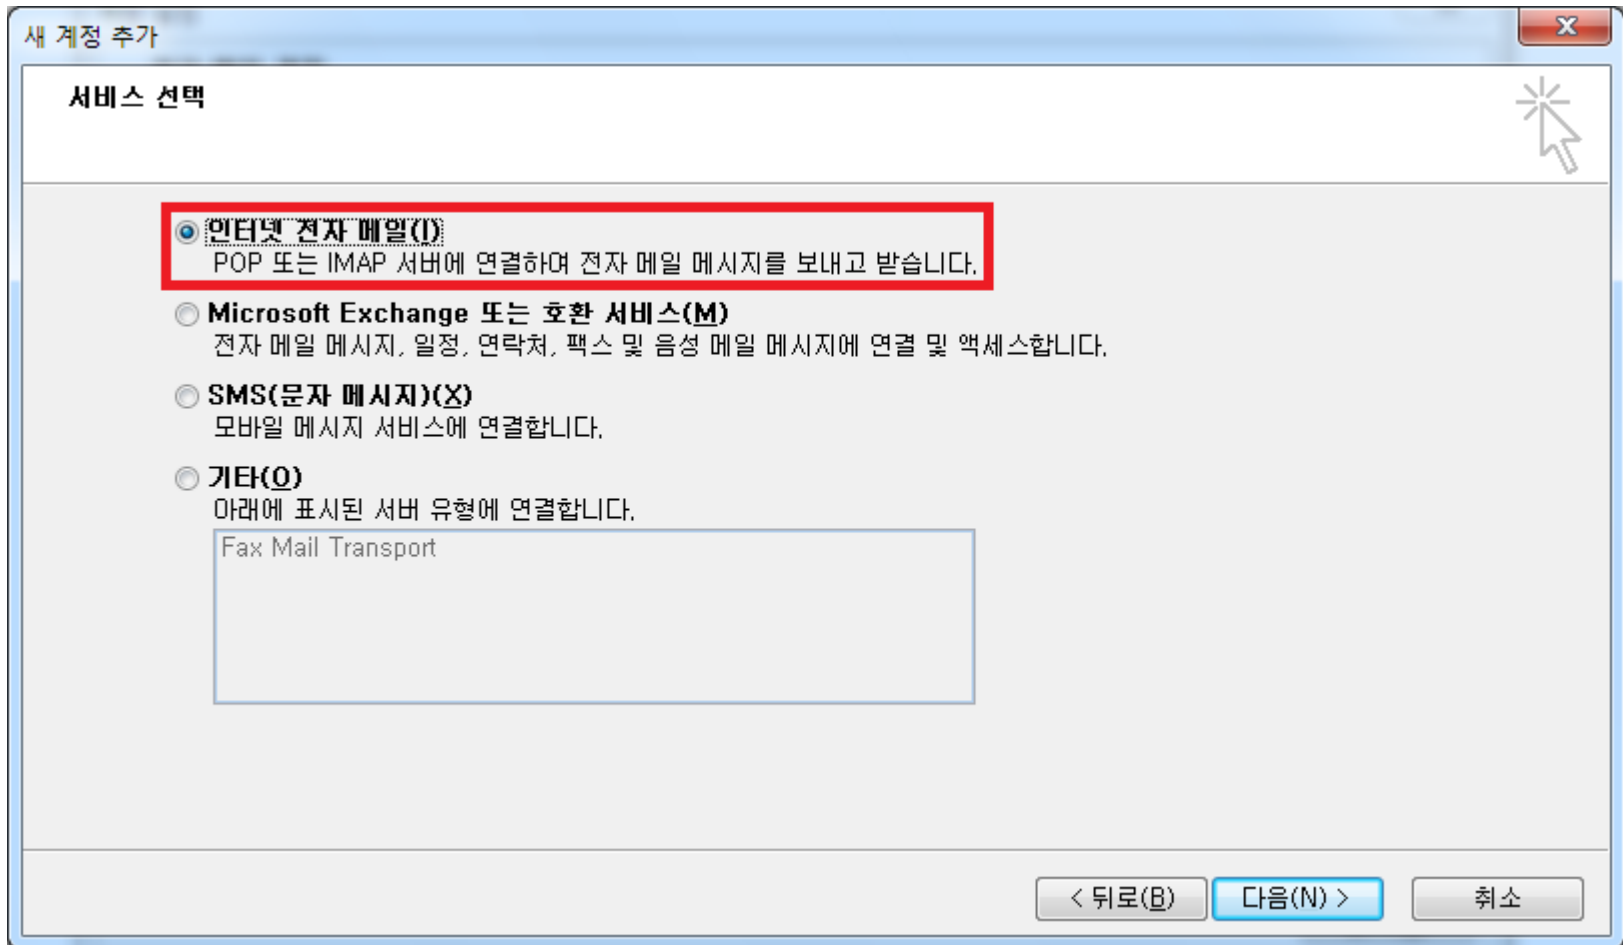 새 계정 추가
서비스 선택
인터넷 전자 메일(I)
POP 또는 IMAP 서버에 연결하여 전자 메일 메시지를 보내고 받습니다.
Microsoft Exchange 또는 호환 서비스(M)
전자 메일 메시지, 일정, 연락처, 팩스 및 음성 메일 메시지에 연결 및 액세스합니다.
SMS(문자 메시지)(X)
모바일 메시지 서비스에 연결합니다.
기타(O)
아래에 표시된 서버 유형에 연결합니다.
Fax Mail Transport
< 뒤로(B) 다음(N) > 취소